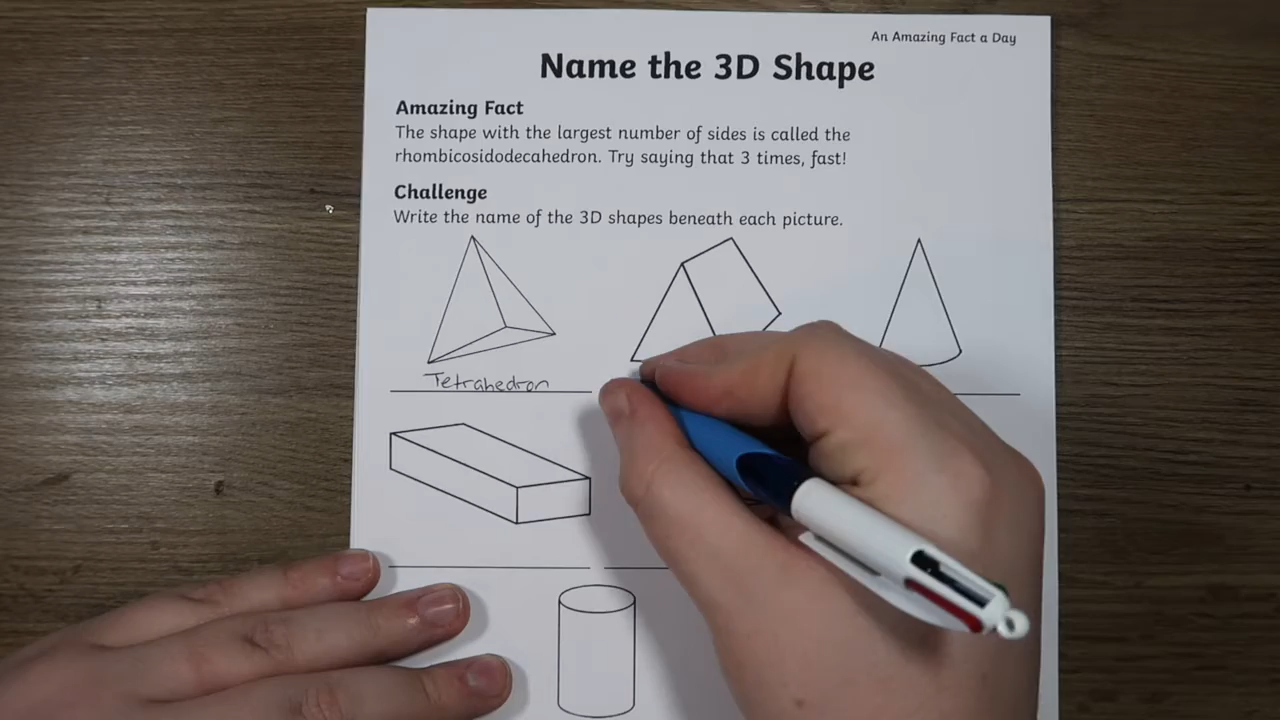 An Amazing Fact a Day
Name the 3D Shape
Amazing Fact
The shape with the largest number of sides is called the
rhombicosidodecahedron. Try saying that 3 times, fast!
Challenge
Write the name of the 3D shapes beneath each picture.
Tetrahedron